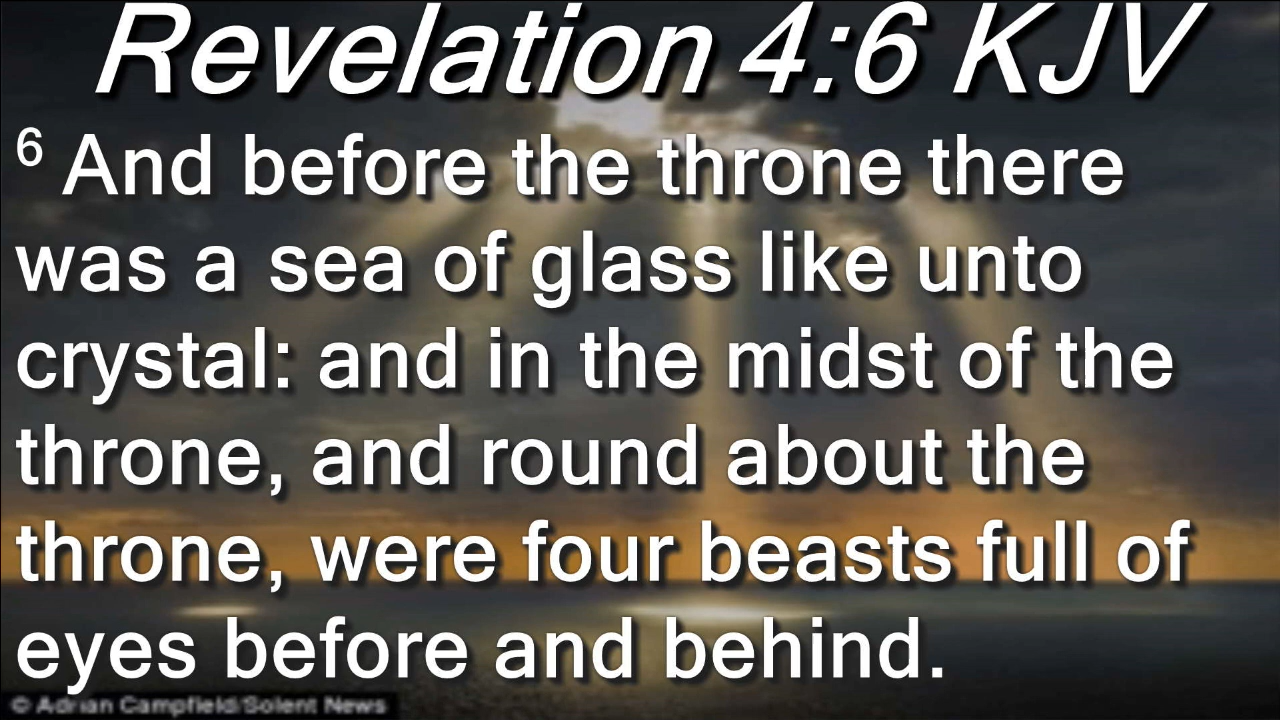 Revelation 4:6 KJV
6 And before the throne there
was a sea of glass like unto
crystal: and in the midst of the
throne, and round about the
throne, were four beasts full of
eyes before and behind.
© Adrian Campfield/Solent News